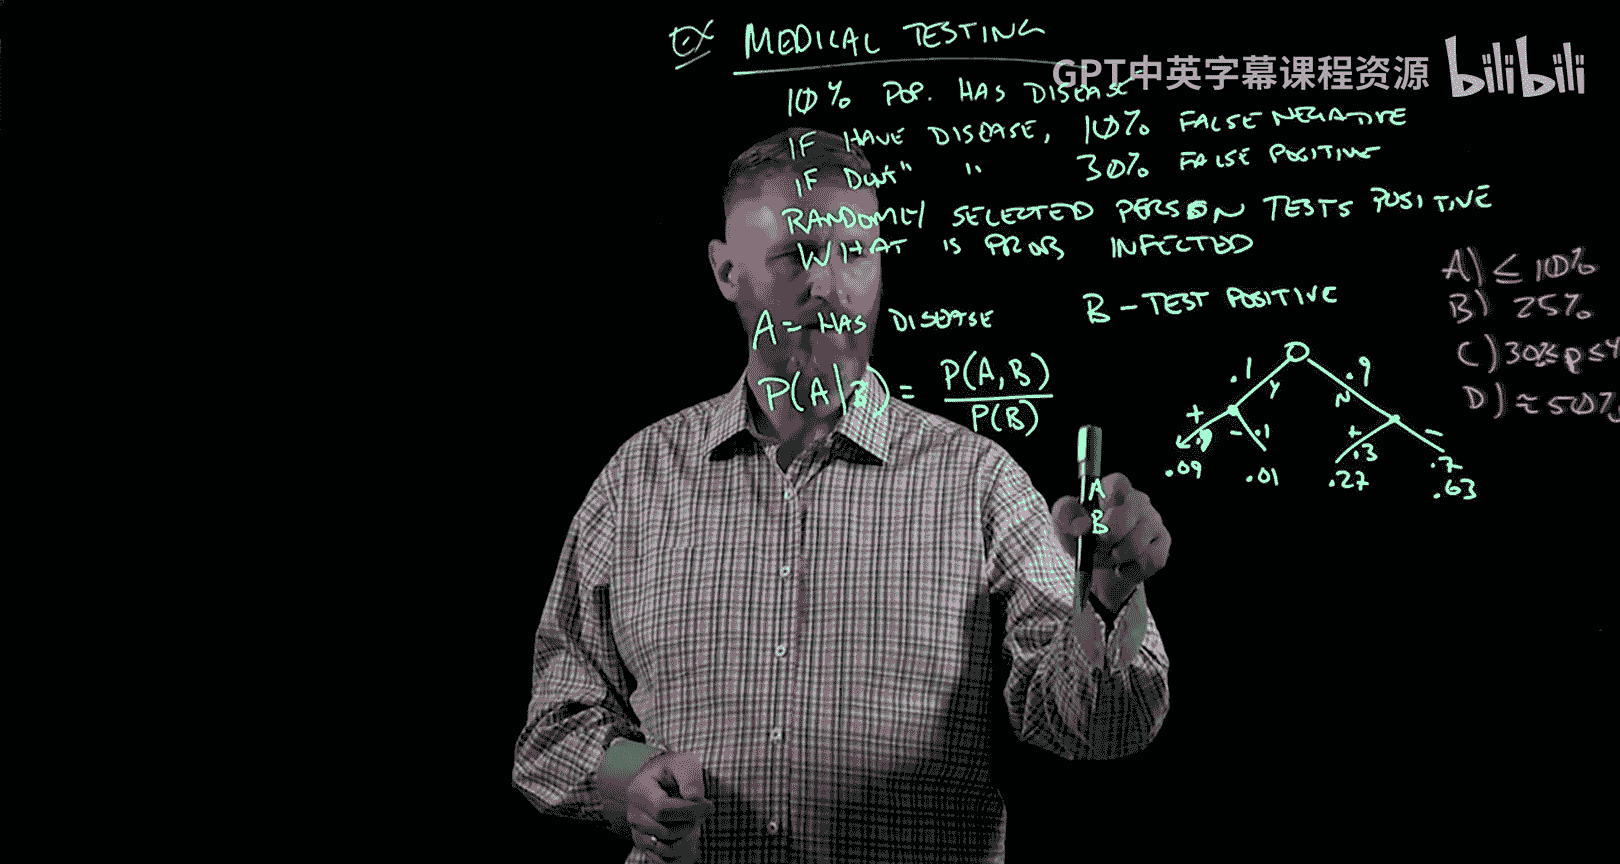 EX MEDICAL TESTING
GPT中英字幕课程资源 bilibili
10% POP. HAS DISEASE
IF HAVE DISEASE, 10% FALSE NEGATIVE
IF DON'T " " 30% FALSE POSITIVE
RANDOMLY SELECTED PERSON TESTS POSITIVE
WHAT IS PROB INFECTED
A) ≤ 10%
B) 25%
C) 30% ≤ P ≤ 4
D) ≈ 50%
A = HAS DISEASE
B - TEST POSITIVE
P(A|B) = P(A,B) / P(B)
.1 .9
Y N
+ - + -
.9 .1 .3 .7
.09 .01 .27 .63
A
B